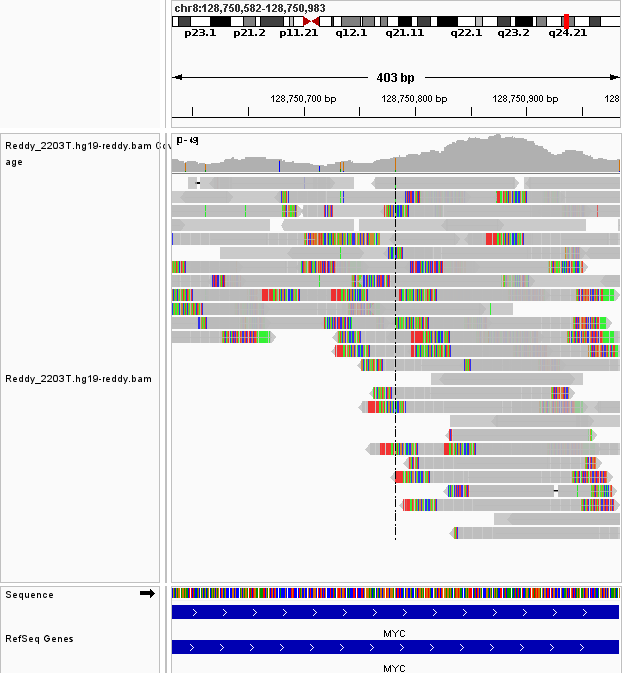 chr8:128,750,582-128,750,983
p23.1 p21.2 p11.21 q12.1 q21.11 q22.1 q23.2 q24.21
403 bp
128,750,700 bp 128,750,800 bp 128,750,900 bp 128
Reddy_2203T.hg19-reddy.bam Cov
age
Reddy_2203T.hg19-reddy.bam
Sequence
MYC
RefSeq Genes
MYC